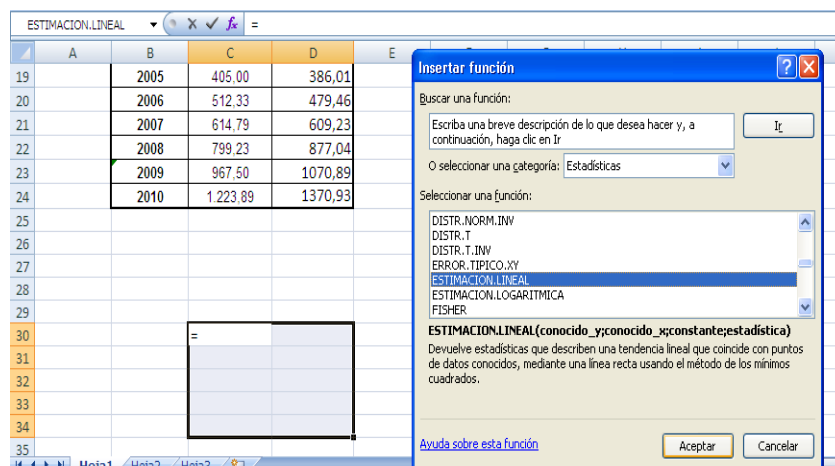 ESTIMACION.LINEAL fx =
A B C D E
19 2005 405,00 386,01
20 2006 512,33 479,46
21 2007 614,79 609,23
22 2008 799,23 877,04
23 2009 967,50 1070,89
24 2010 1.223,89 1370,93
25
26
27
28
29
30 =
31
32
33
34
35
Hoja1 Hoja2 Hoja3
Insertar función
Buscar una función:
Escriba una breve descripción de lo que desea hacer y, a
continuación, haga clic en Ir
Ir
O seleccionar una categoría: Estadísticas
Seleccionar una función:
DISTR.NORM.INV
DISTR.T
DISTR.T.INV
ERROR.TIPICO.XY
ESTIMACION.LINEAL
ESTIMACION.LOGARITMICA
FISHER
ESTIMACION.LINEAL(conocido_y;conocido_x;constante;estadística)
Devuelve estadísticas que describen una tendencia lineal que coincide con puntos
de datos conocidos, mediante una línea recta usando el método de los mínimos
cuadrados.
Ayuda sobre esta función
Aceptar Cancelar